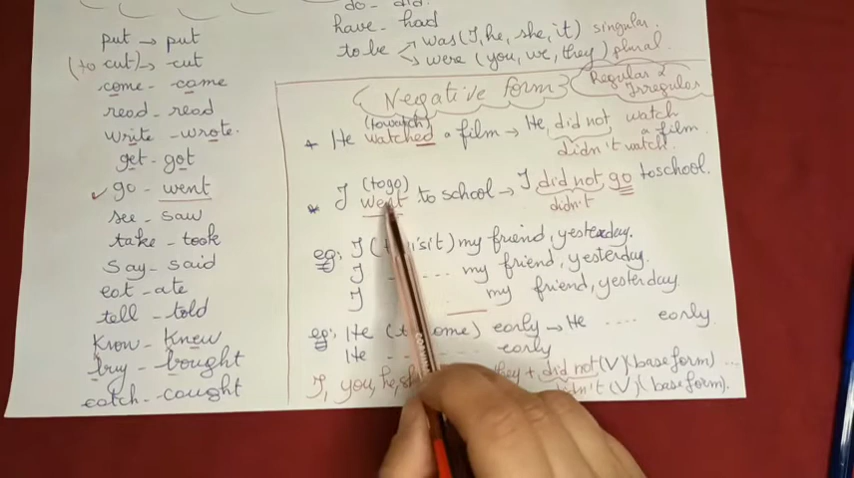 do - did.
have - had
to be < was (I, he, she, it) singular.
were (you, we, they) plural.
put → put
(to cut) → cut
come - came
read - read
write - wrote.
get - got
✓ go - went
see - saw
take - took
say - said
eat - ate
tell - told
Know - Knew
buy - bought
catch - caught
Negative form
Regular & Irregular
(to watch)
* He watched a film → He did not watch a film.
didn't watch.
(to go)
* I went to school → I did not go to school.
didn't
eg: I (to visit) my friend, yesterday.
I ..... my friend, yesterday.
I my friend, yesterday.
eg: He ( ome) early → He .... early
He early
I, you, he, they + did not (V) (base form) ...
didn't (V) (base form).